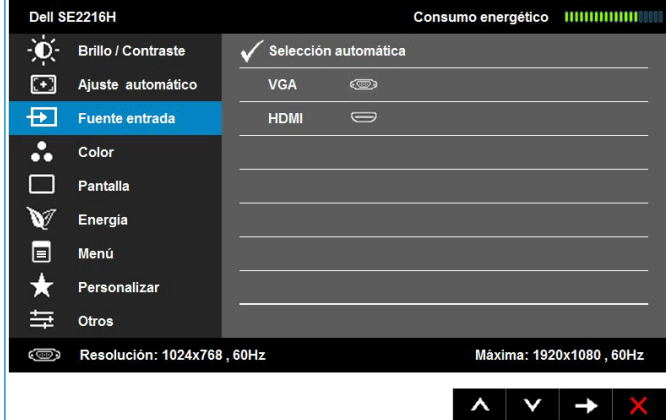 Dell SE2216H Consumo energético
Brillo / Contraste
Selección automática
Ajuste automático
VGA
Fuente entrada
HDMI
Color
Pantalla
Energía
Menú
Personalizar
Otros
Resolución: 1024x768 , 60Hz Máxima: 1920x1080 , 60Hz